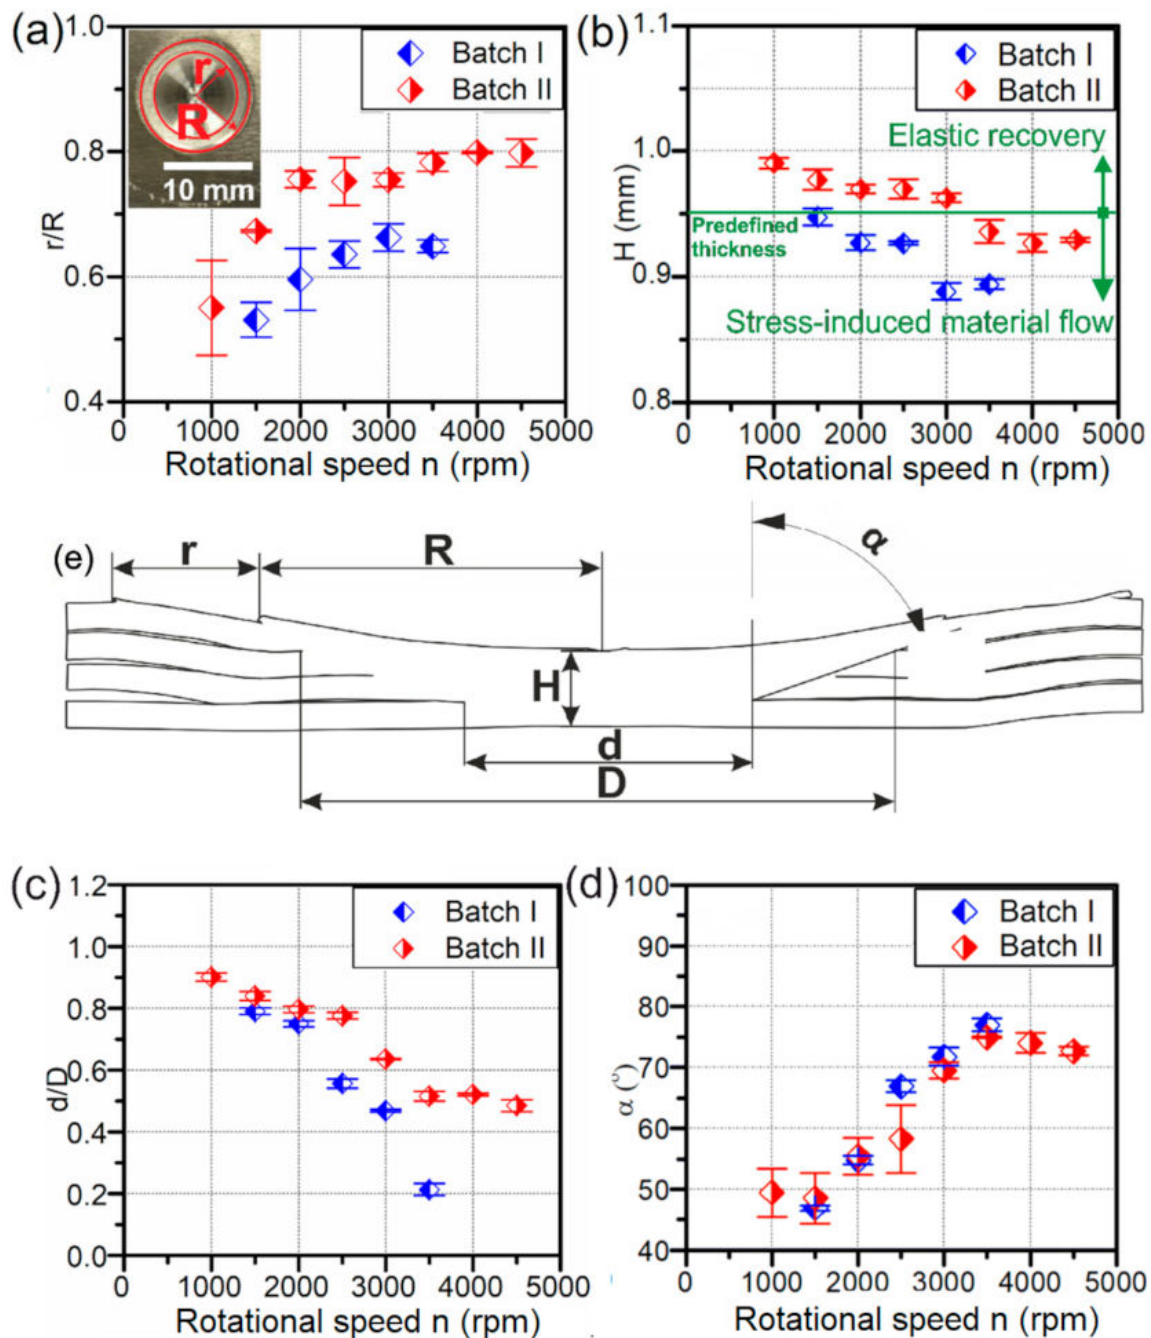 (a)
1.0
0.8
0.6
0.4
r/R
r
R
10 mm
Batch I
Batch II
0 1000 2000 3000 4000 5000
Rotational speed n (rpm)
(b)
1.1
1.0
0.9
0.8
H (mm)
Batch I
Batch II
Elastic recovery
Predefined
thickness
Stress-induced material flow
0 1000 2000 3000 4000 5000
Rotational speed n (rpm)
(e)
r
R
α
H
d
D
(c)
1.2
1.0
0.8
0.6
0.4
0.2
0.0
d/D
Batch I
Batch II
0 1000 2000 3000 4000 5000
Rotational speed n (rpm)
(d)
100
90
80
70
60
50
40
α (°)
Batch I
Batch II
0 1000 2000 3000 4000 5000
Rotational speed n (rpm)